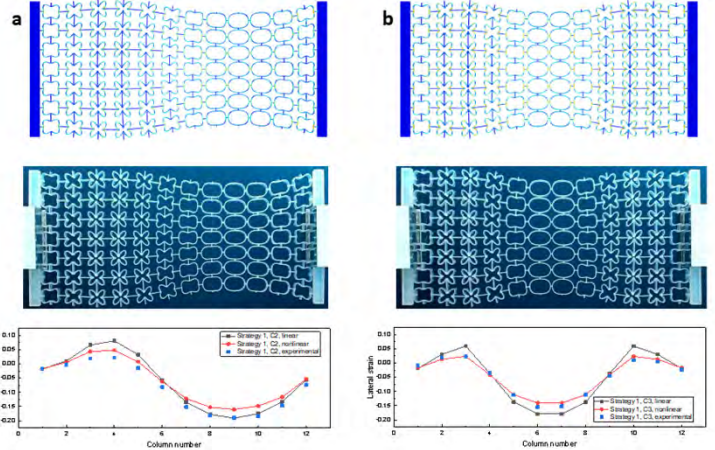 a
b
0.10
0.05
0.00
-0.05
-0.10
-0.15
-0.20
Strategy 1, C2, linear
Strategy 1, C2, nonlinear
Strategy 1, C2, experimental
0 2 4 6 8 10 12
Column number
Lateral strain
0.10
0.05
0.00
-0.05
-0.10
-0.15
-0.20
Strategy 1, C3, linear
Strategy 1, C3, nonlinear
Strategy 1, C3, experimental
0 2 4 6 8 10 12
Column number